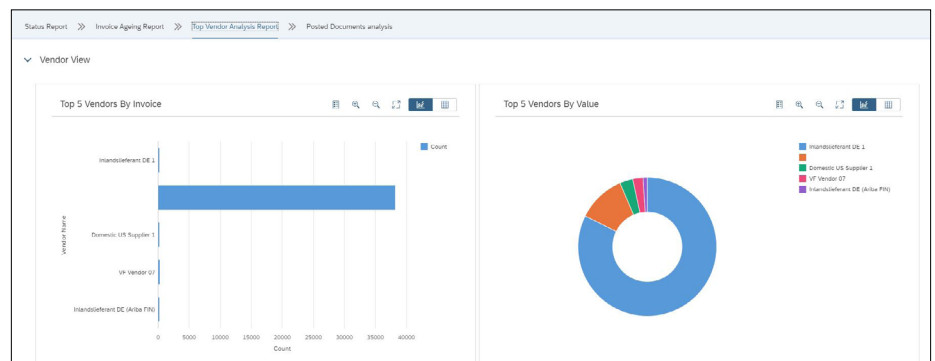 Status Report >> Invoice Ageing Report >> Top Vendor Analysis Report >> Posted Documents analysis
Vendor View
Top 5 Vendors By Invoice
Count
Inlandslieferant DE 1
Domestic US Supplier 1
VF Vendor 07
Inlandslieferant DE (Ariba FIN)
Vendor Name
0 5000 10000 15000 20000 25000 30000 35000 40000
Count
Top 5 Vendors By Value
Inlandslieferant DE 1
Domestic US Supplier 1
VF Vendor 07
Inlandslieferant DE (Ariba FIN)